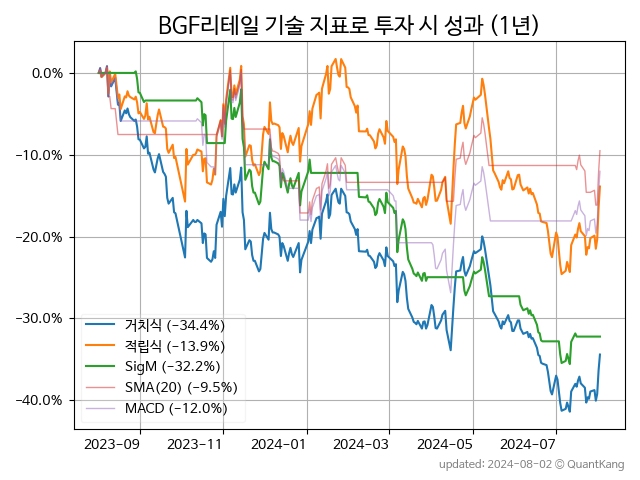 BGF리테일 기술 지표로 투자 시 성과 (1년)
0.0%
−10.0%
−20.0%
−30.0%
−40.0%
거치식 (−34.4%)
적립식 (−13.9%)
SigM (−32.2%)
SMA(20) (−9.5%)
MACD (−12.0%)
2023-09 2023-11 2024-01 2024-03 2024-05 2024-07
updated: 2024-08-02 © QuantKang